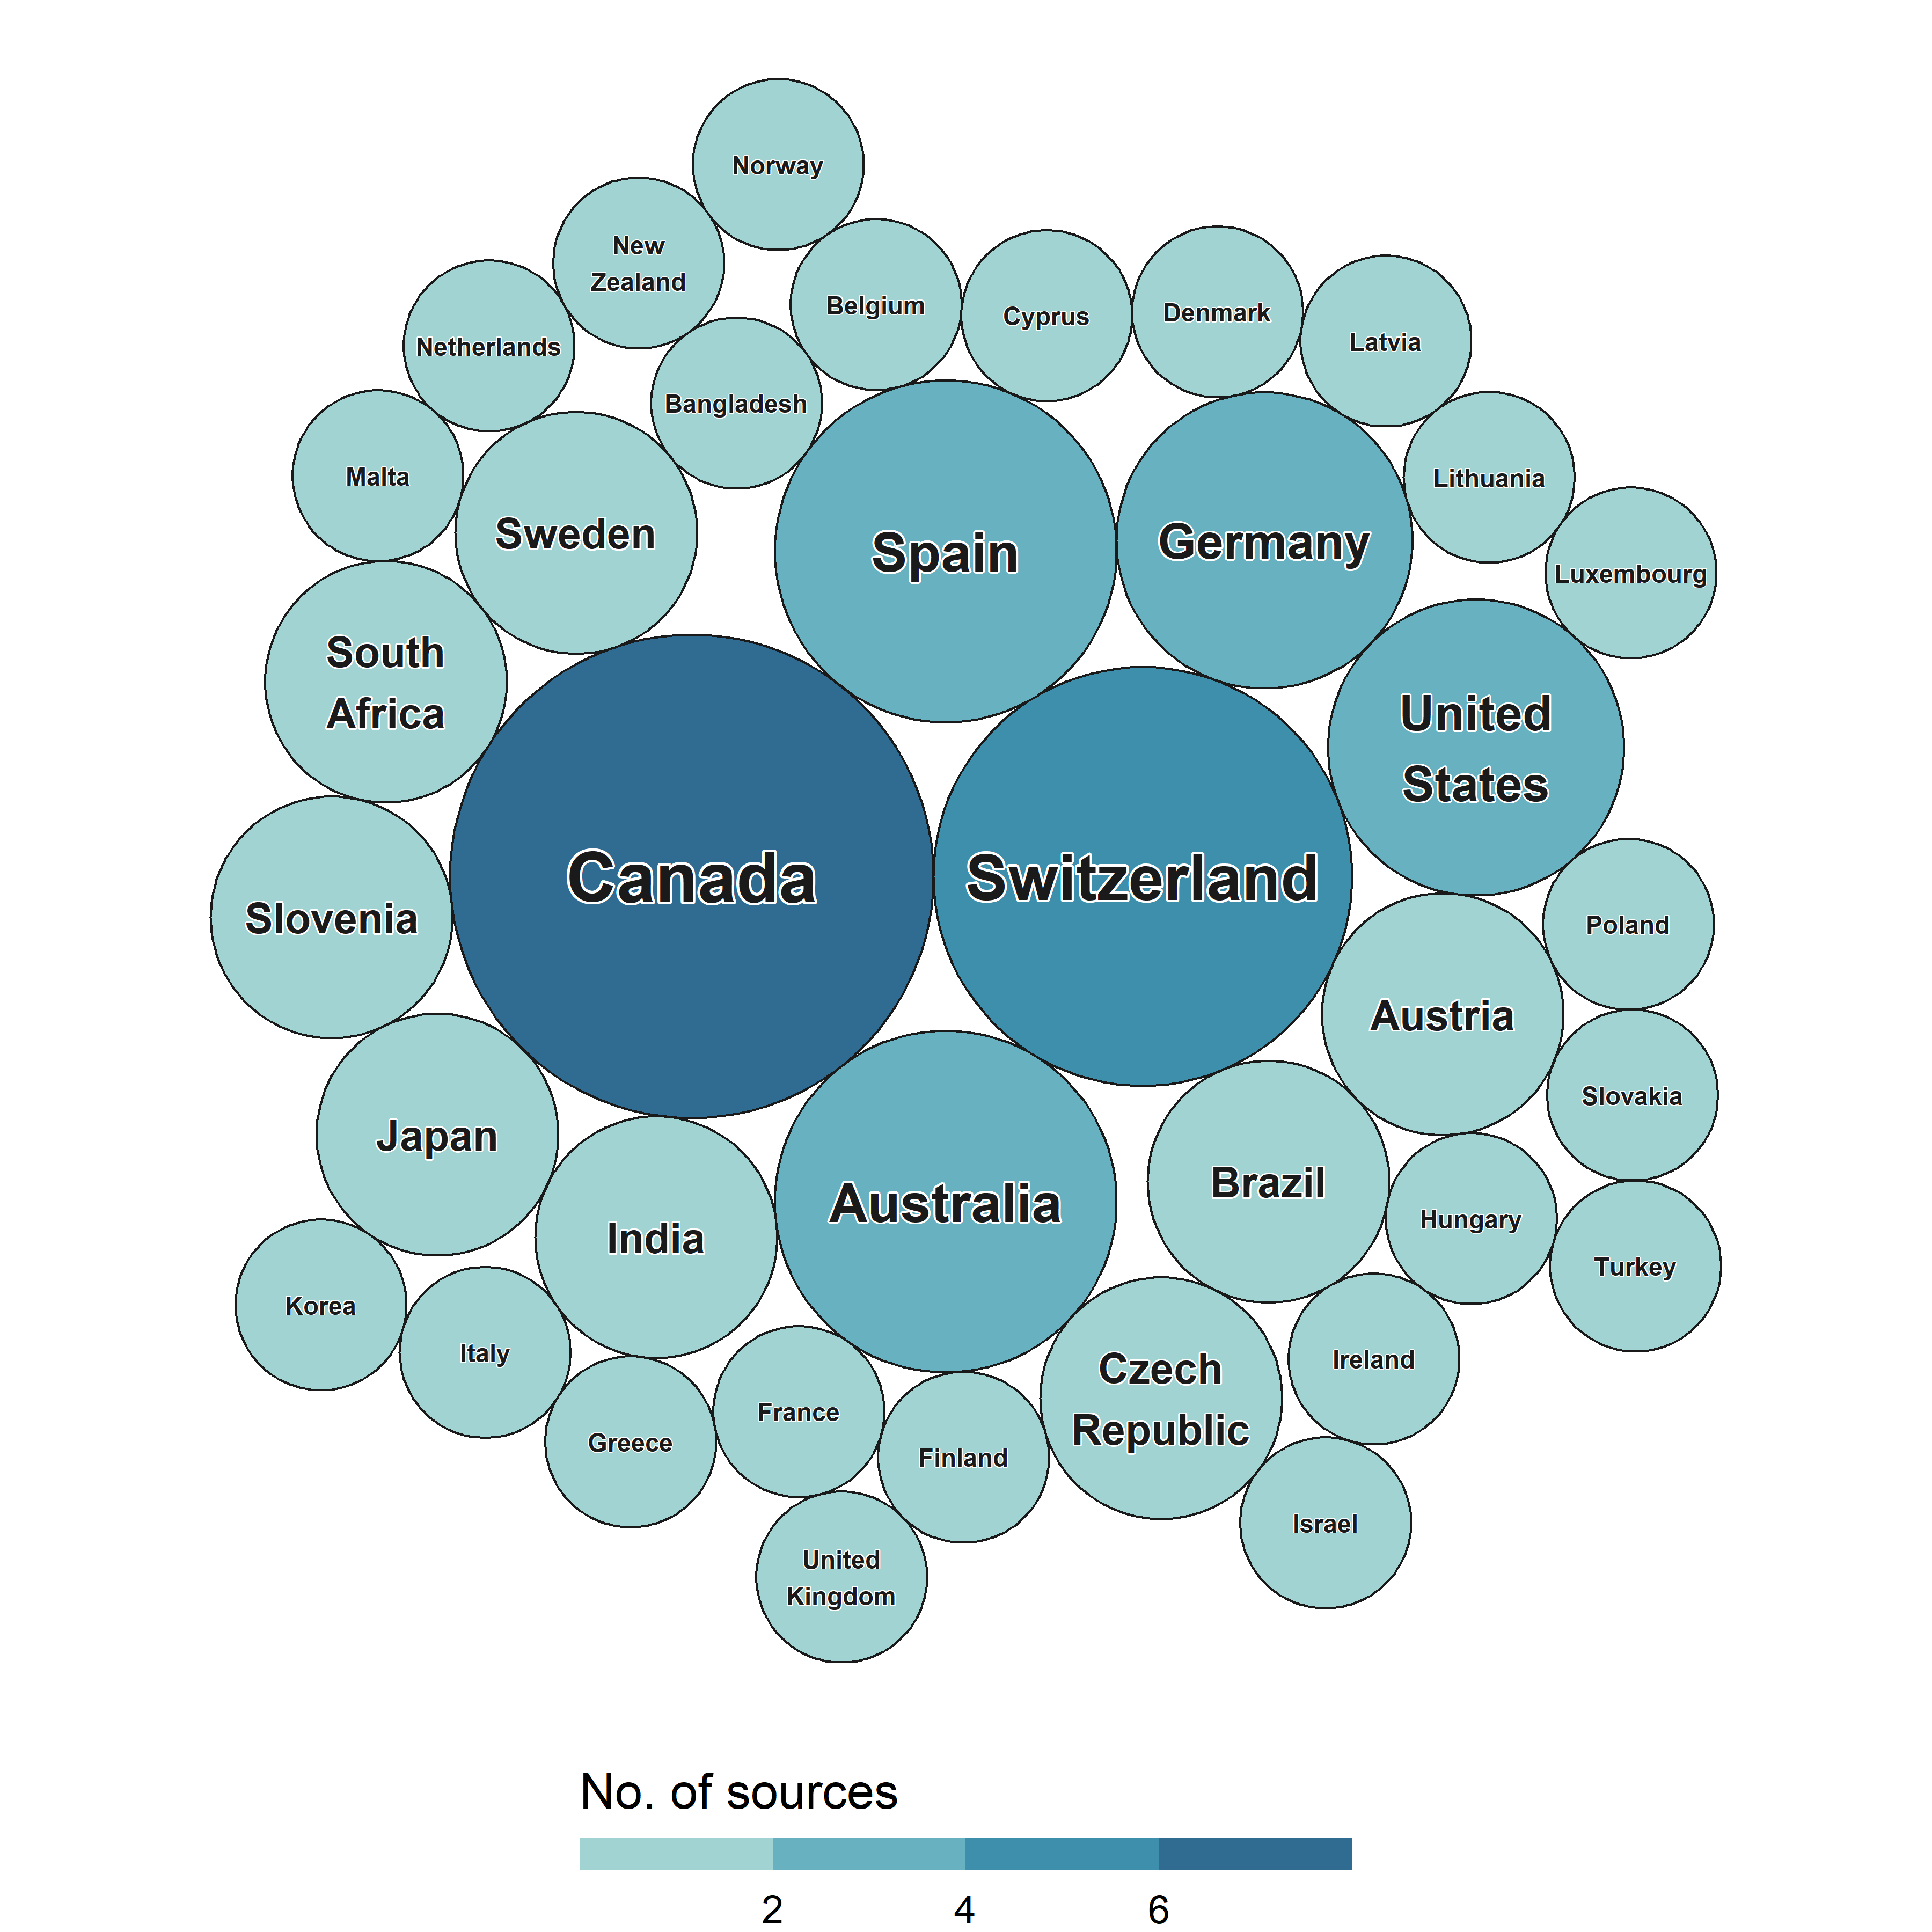 Norway
New
Zealand
Belgium
Cyprus
Denmark
Latvia
Netherlands
Bangladesh
Malta
Lithuania
Sweden
Spain
Germany
Luxembourg
South
Africa
United
States
Canada
Switzerland
Slovenia
Poland
Austria
Slovakia
Japan
India
Australia
Brazil
Hungary
Turkey
Korea
Italy
Czech
Republic
Ireland
Greece
France
Finland
Israel
United
Kingdom
No. of sources
2 4 6